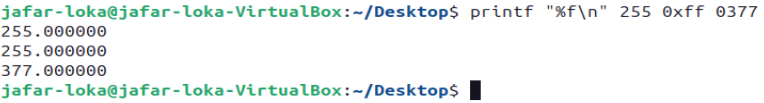 jafar-loka@jafar-loka-VirtualBox:~/Desktop$ printf "%f\n" 255 0xff 0377
255.000000
255.000000
377.000000
jafar-loka@jafar-loka-VirtualBox:~/Desktop$